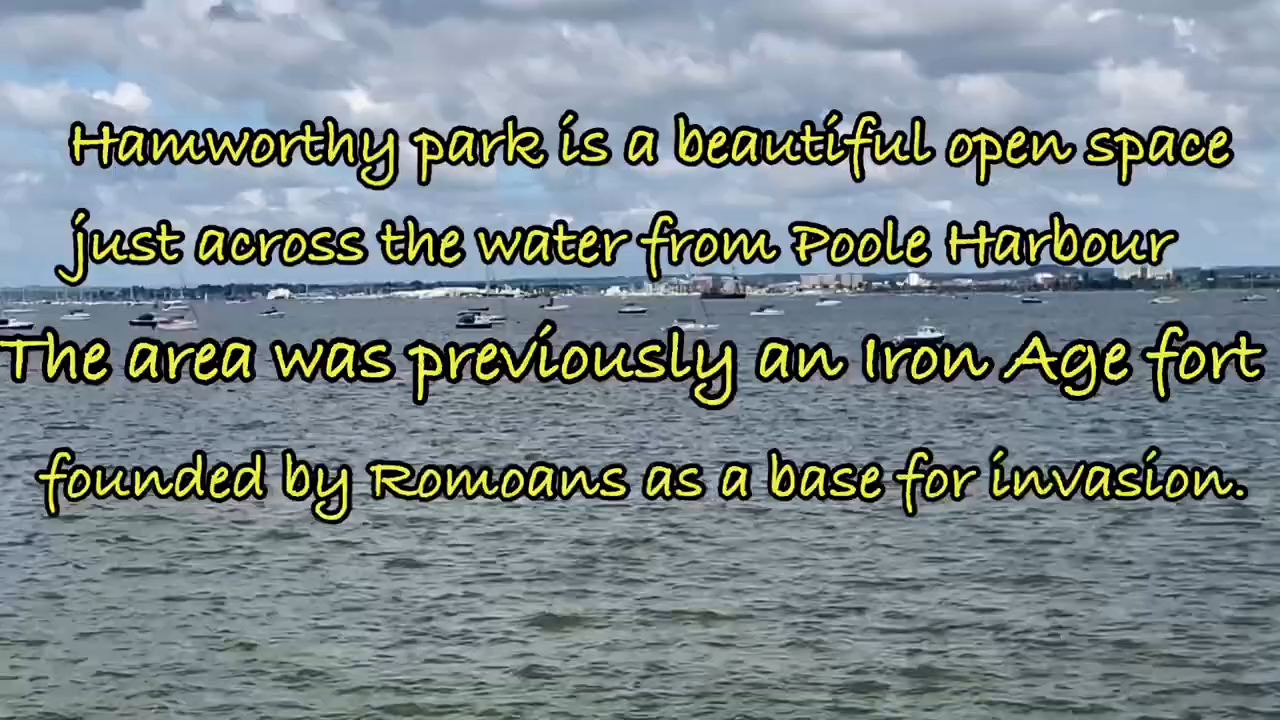 Hamworthy park is a beautiful open space
just across the water from Poole Harbour
The area was previously an Iron Age fort
founded by Romoans as a base for invasion.